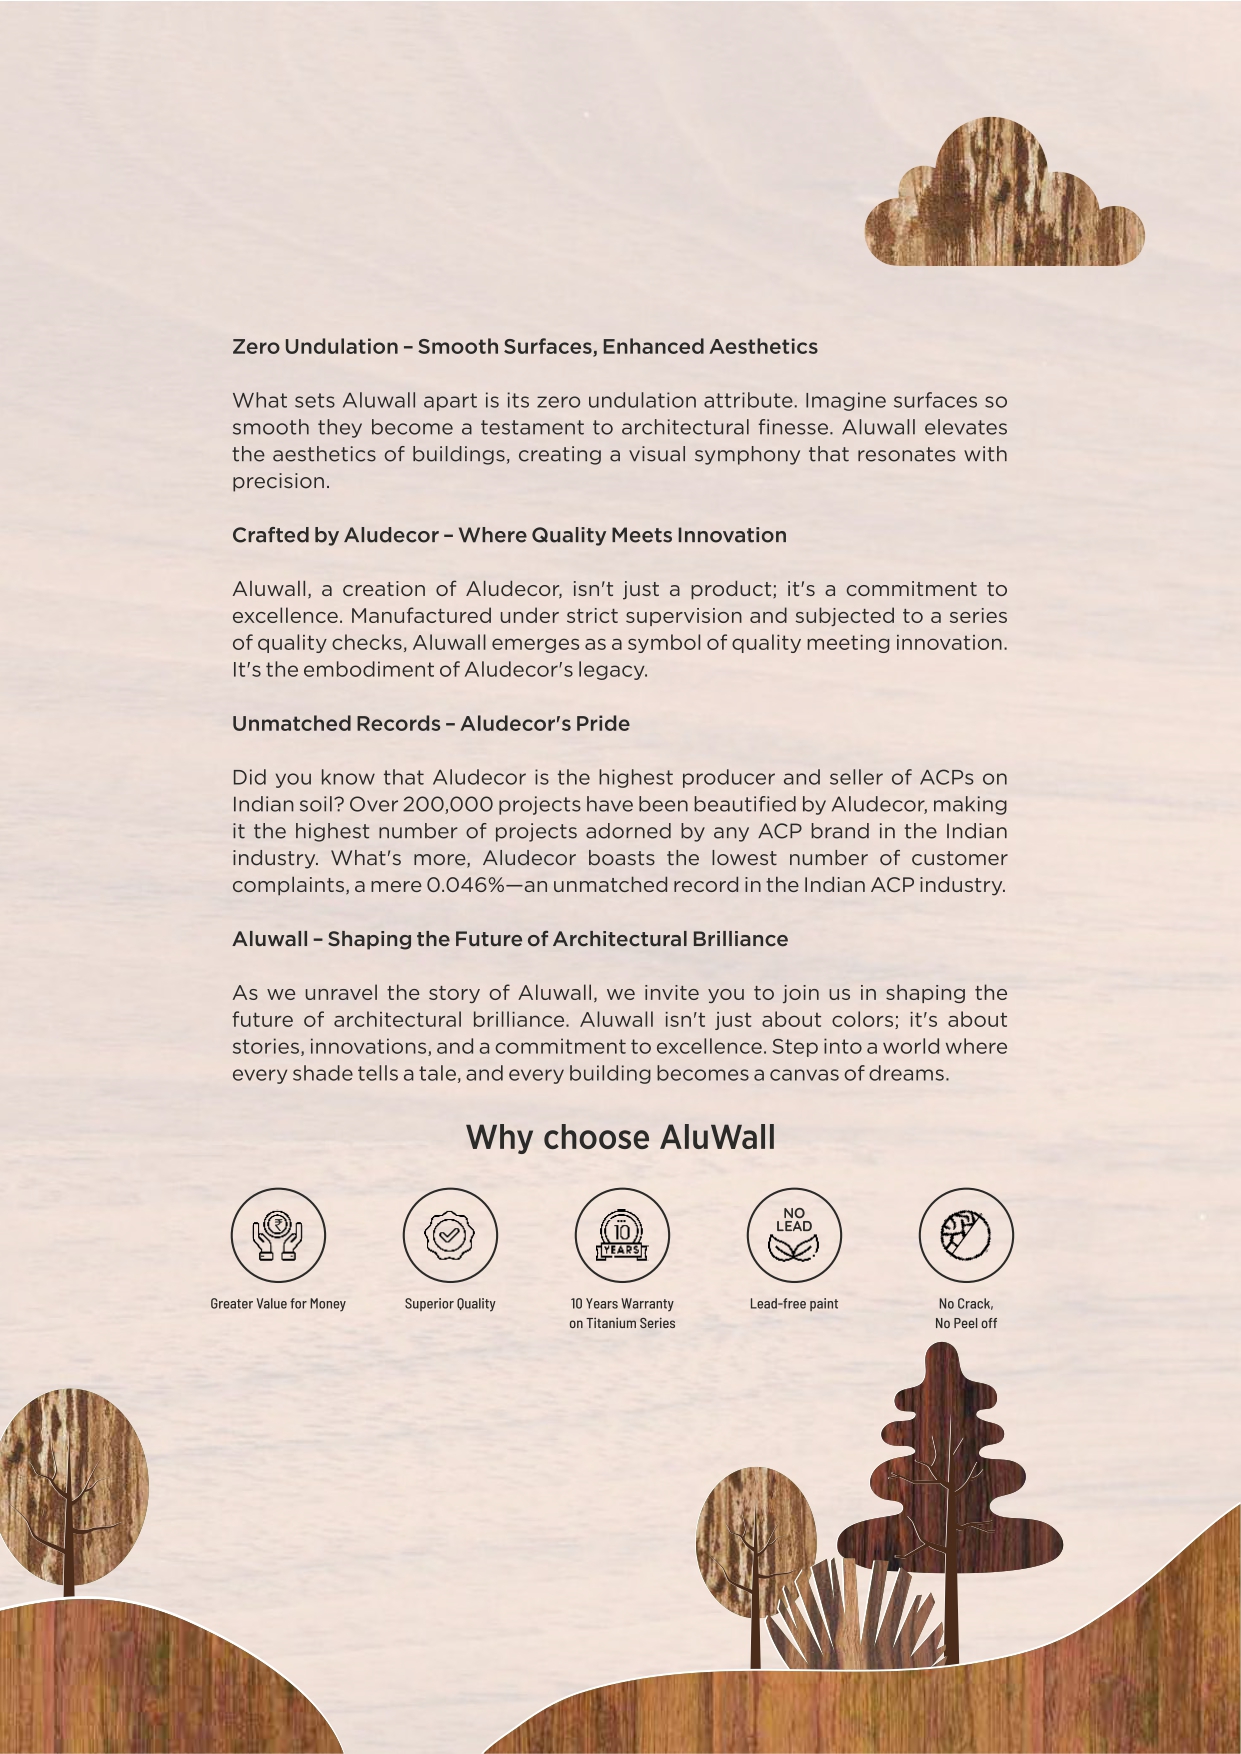 Zero Undulation – Smooth Surfaces, Enhanced Aesthetics
What sets Aluwall apart is its zero undulation attribute. Imagine surfaces so
smooth they become a testament to architectural finesse. Aluwall elevates
the aesthetics of buildings, creating a visual symphony that resonates with
precision.
Crafted by Aludecor – Where Quality Meets Innovation
Aluwall, a creation of Aludecor, isn't just a product; it's a commitment to
excellence. Manufactured under strict supervision and subjected to a series
of quality checks, Aluwall emerges as a symbol of quality meeting innovation.
It's the embodiment of Aludecor's legacy.
Unmatched Records – Aludecor's Pride
Did you know that Aludecor is the highest producer and seller of ACPs on
Indian soil? Over 200,000 projects have been beautified by Aludecor, making
it the highest number of projects adorned by any ACP brand in the Indian
industry. What's more, Aludecor boasts the lowest number of customer
complaints, a mere 0.046%—an unmatched record in the Indian ACP industry.
Aluwall – Shaping the Future of Architectural Brilliance
As we unravel the story of Aluwall, we invite you to join us in shaping the
future of architectural brilliance. Aluwall isn't just about colors; it's about
stories, innovations, and a commitment to excellence. Step into a world where
every shade tells a tale, and every building becomes a canvas of dreams.
Why choose AluWall
₹
10
YEARS
NO
LEAD
Greater Value for Money
Superior Quality
10 Years Warranty
on Titanium Series
Lead-free paint
No Crack,
No Peel off